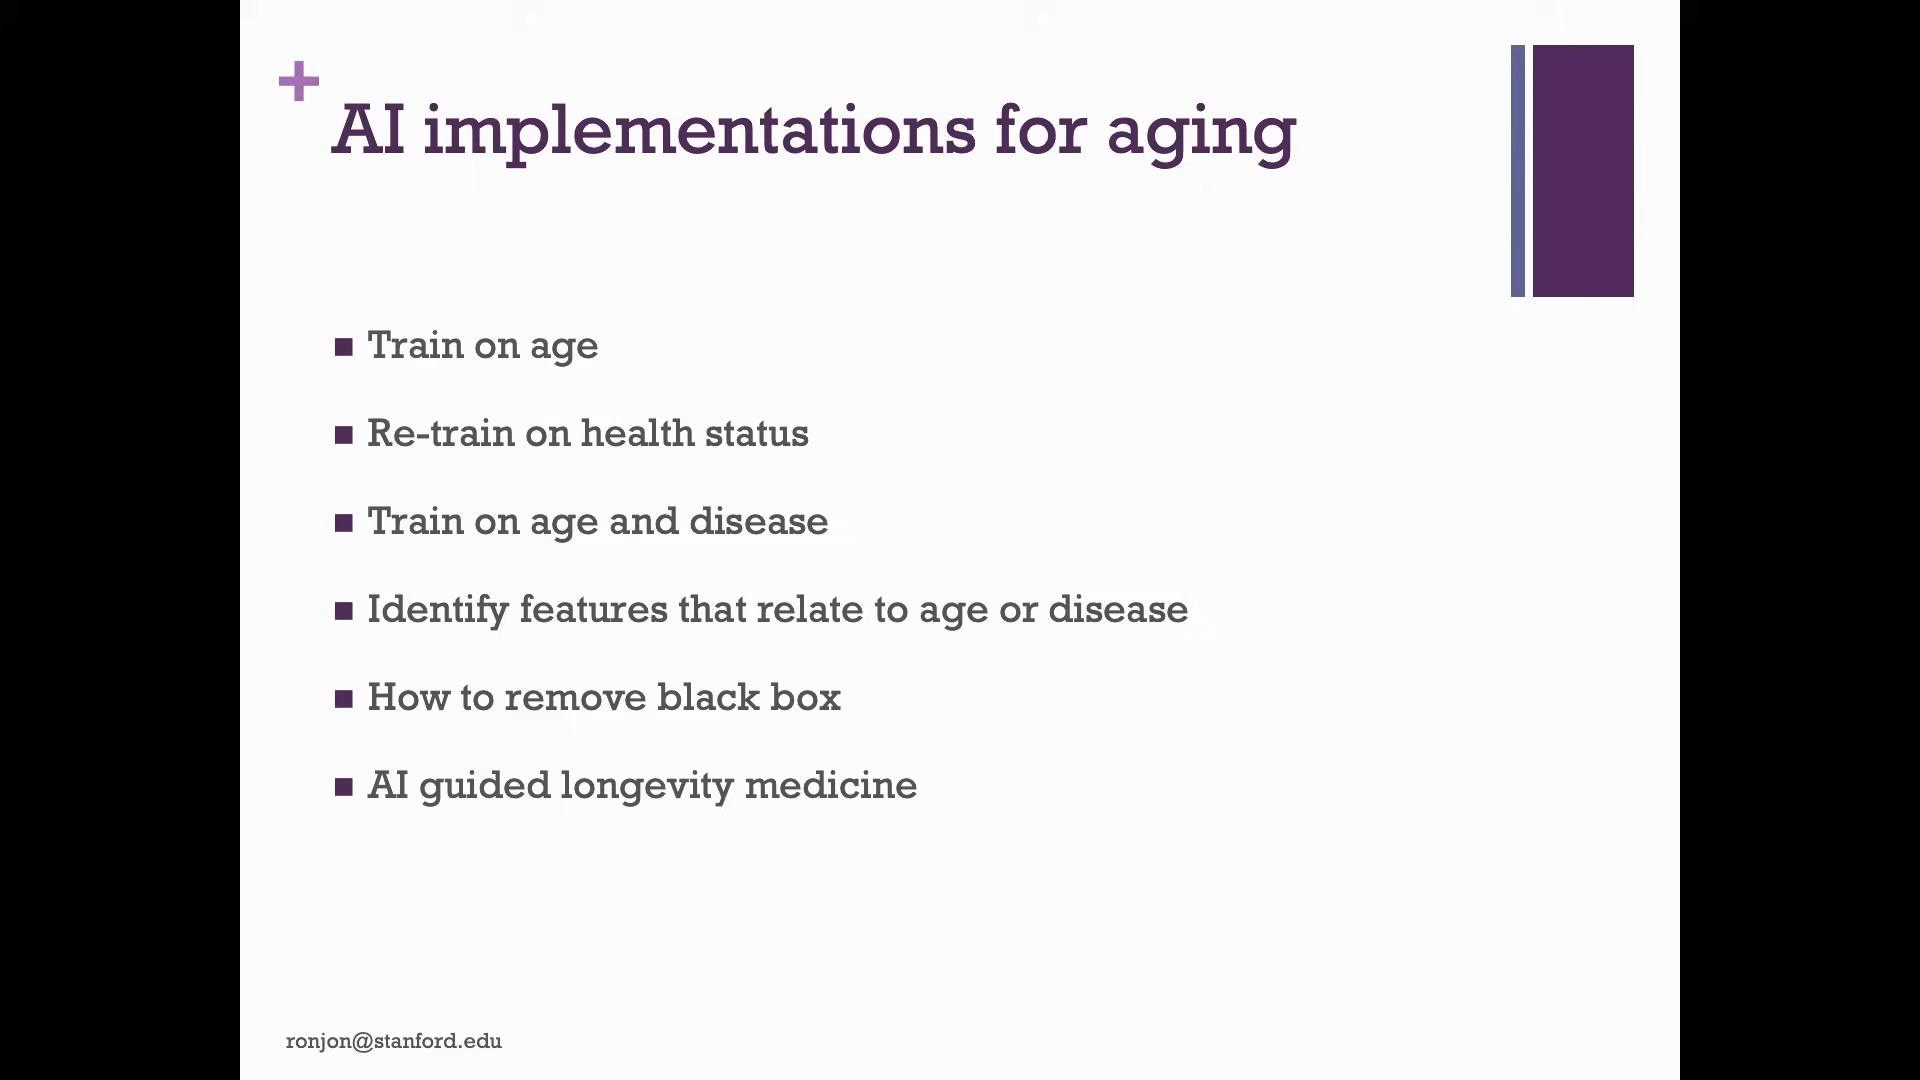 AI implementations for aging
Train on age
Re-train on health status
Train on age and disease
Identify features that relate to age or disease
How to remove black box
AI guided longevity medicine
ronjon@stanford.edu